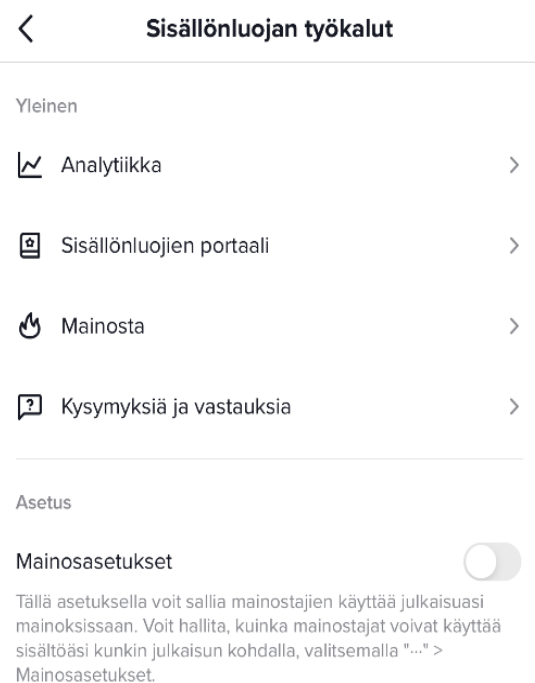 Sisällönluojan työkalut
Yleinen
Analytiikka
Sisällönluojien portaali
Mainosta
Kysymyksiä ja vastauksia
Asetus
Mainosasetukset
Tällä asetuksella voit sallia mainostajien käyttää julkaisuasi
mainoksissaan. Voit hallita, kuinka mainostajat voivat käyttää
sisältöäsi kunkin julkaisun kohdalla, valitsemalla "···" >
Mainosasetukset.